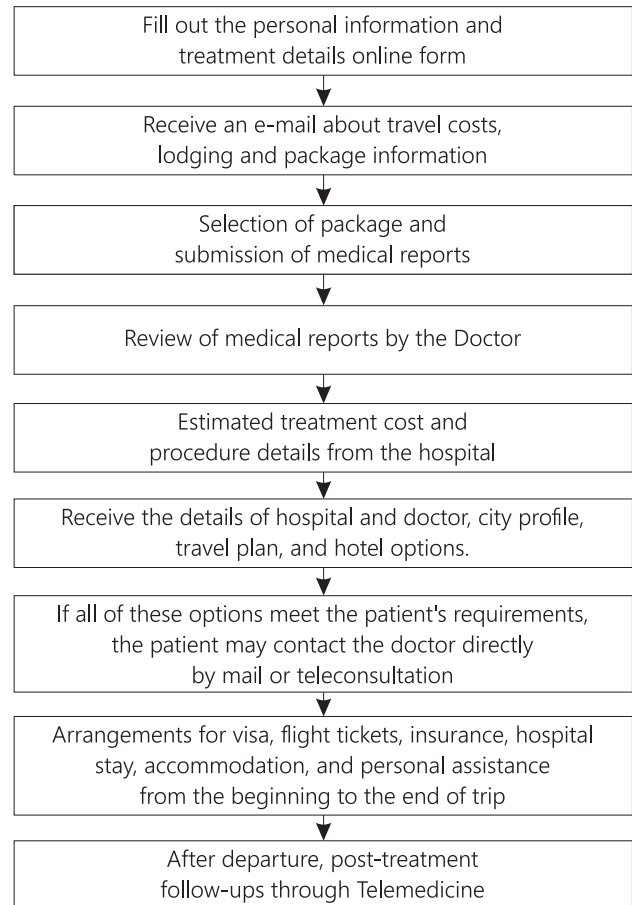 Fill out the personal information and
treatment details online form
Receive an e-mail about travel costs,
lodging and package information
Selection of package and
submission of medical reports
Review of medical reports by the Doctor
Estimated treatment cost and
procedure details from the hospital
Receive the details of hospital and doctor, city profile,
travel plan, and hotel options.
If all of these options meet the patient's requirements,
the patient may contact the doctor directly
by mail or teleconsultation
Arrangements for visa, flight tickets, insurance, hospital
stay, accommodation, and personal assistance
from the beginning to the end of trip
After departure, post-treatment
follow-ups through Telemedicine